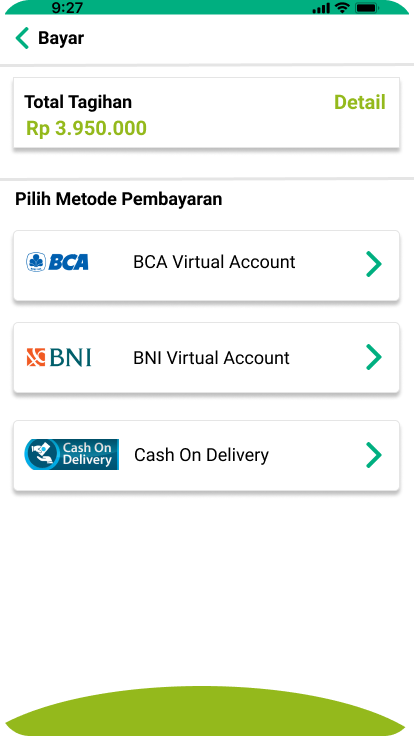 9:27
Bayar
Total Tagihan
Detail
Rp 3.950.000
Pilih Metode Pembayaran
BCA
BCA Virtual Account
BNI
BNI Virtual Account
Cash On
Delivery
Cash On Delivery